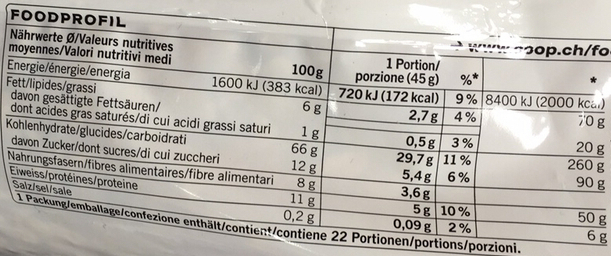 FOODPROFIL
www.coop.ch/fo
Nährwerte Ø/Valeurs nutritives
moyennes/Valori nutritivi medi
100g
1 Portion/
porzione (45 g)
%*
*
Energie/énergie/energia 1600 kJ (383 kcal) 720 kJ (172 kcal) 9% 8400 kJ (2000 kcal)
Fett/lipides/grassi 6 g 2,7 g 4% 70 g
davon gesättigte Fettsäuren/
dont acides gras saturés/di cui acidi grassi saturi 1 g 0,5 g 3% 20 g
Kohlenhydrate/glucides/carboidrati 66 g 29,7 g 11% 260 g
davon Zucker/dont sucres/di cui zuccheri 12 g 5,4 g 6% 90 g
Nahrungsfasern/fibres alimentaires/fibre alimentari 8 g 3,6 g
Eiweiss/protéines/proteine 11 g 5 g 10% 50 g
Salz/sel/sale 0,2 g 0,09 g 2% 6 g
1 Packung/emballage/confezione enthält/contient/contiene 22 Portionen/portions/porzioni.